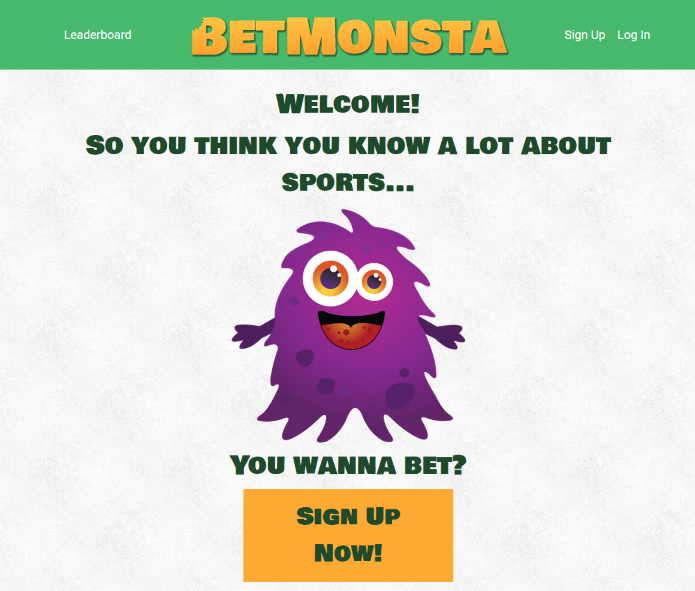 Leaderboard
BetMonsta
Sign Up Log In
Welcome!
So you think you know a lot about
sports...
You wanna bet?
Sign Up
Now!